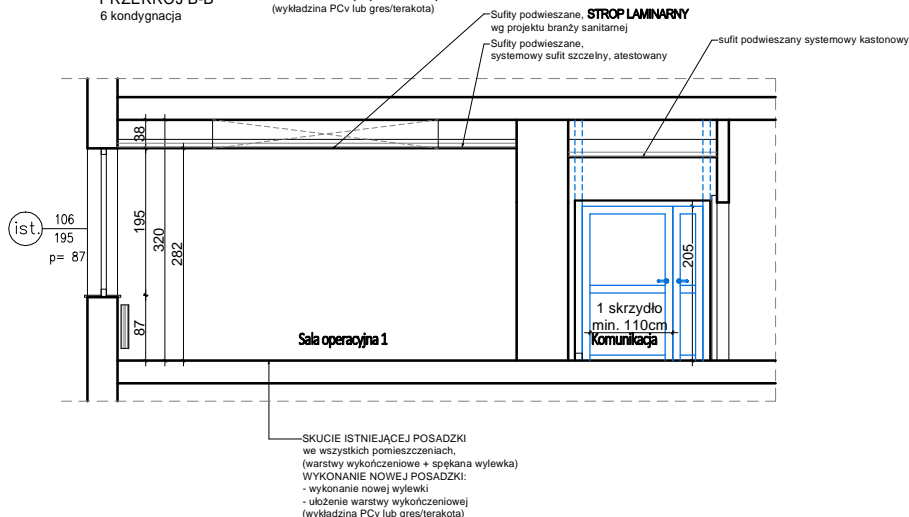 PRZEKRÓJ B-B
6 kondygnacja
(wykładzina PCv lub gres/terakota)
Sufity podwieszane, STROP LAMINARNY
wg projektu branży sanitarnej
Sufity podwieszane,
systemowy sufit szczelny, atestowany
sufit podwieszany systemowy kastonowy
38
ist.
106
195
p= 87
195
320
282
87
205
1 skrzydło
min. 110cm
Sala operacyjna 1
Komunikacja
SKUCIE ISTNIEJĄCEJ POSADZKI
we wszystkich pomieszczeniach,
(warstwy wykończeniowe + spękana wylewka)
WYKONANIE NOWEJ POSADZKI:
- wykonanie nowej wylewki
- ułożenie warstwy wykończeniowej
(wykładzina PCv lub gres/terakota)